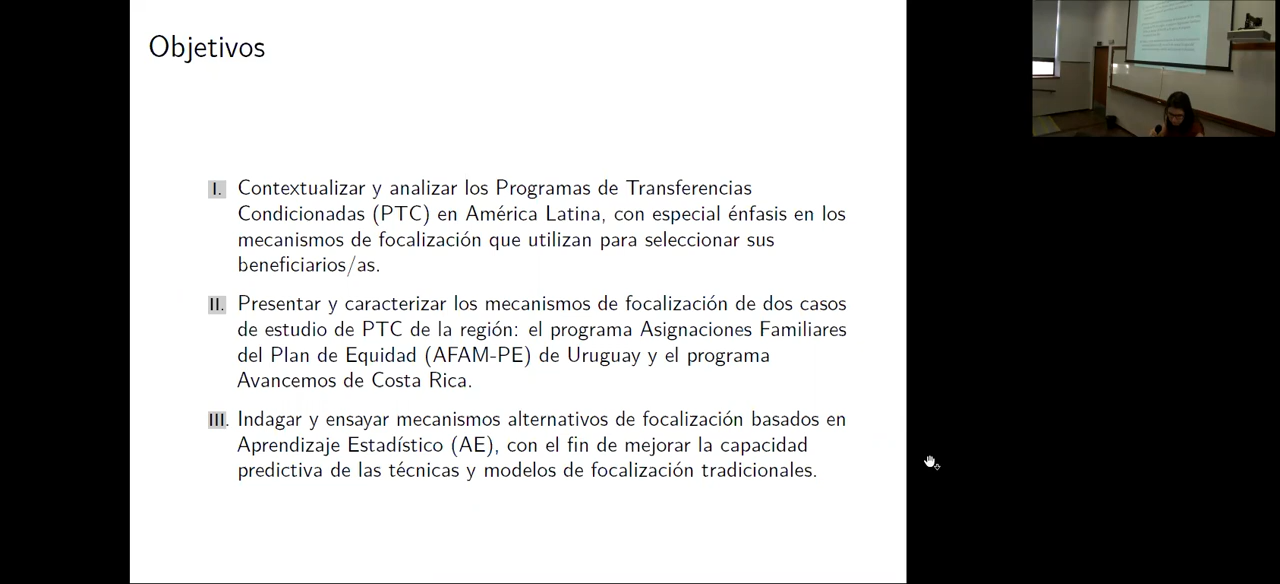 Objetivos
I. Contextualizar y analizar los Programas de Transferencias
Condicionadas (PTC) en América Latina, con especial énfasis en los
mecanismos de focalización que utilizan para seleccionar sus
beneficiarios/as.
II. Presentar y caracterizar los mecanismos de focalización de dos casos
de estudio de PTC de la región: el programa Asignaciones Familiares
del Plan de Equidad (AFAM-PE) de Uruguay y el programa
Avancemos de Costa Rica.
III. Indagar y ensayar mecanismos alternativos de focalización basados en
Aprendizaje Estadístico (AE), con el fin de mejorar la capacidad
predictiva de las técnicas y modelos de focalización tradicionales.